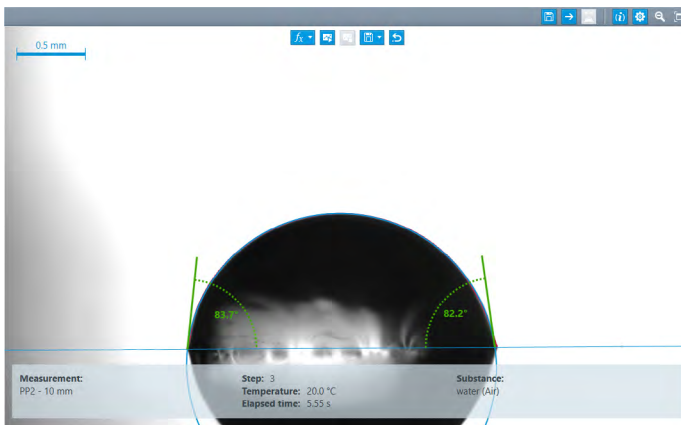 0.5 mm
83.7°
82.2°
Measurement:
PP2 - 10 mm
Step: 3
Temperature: 20.0 °C
Elapsed time: 5.55 s
Substance:
water (Air)